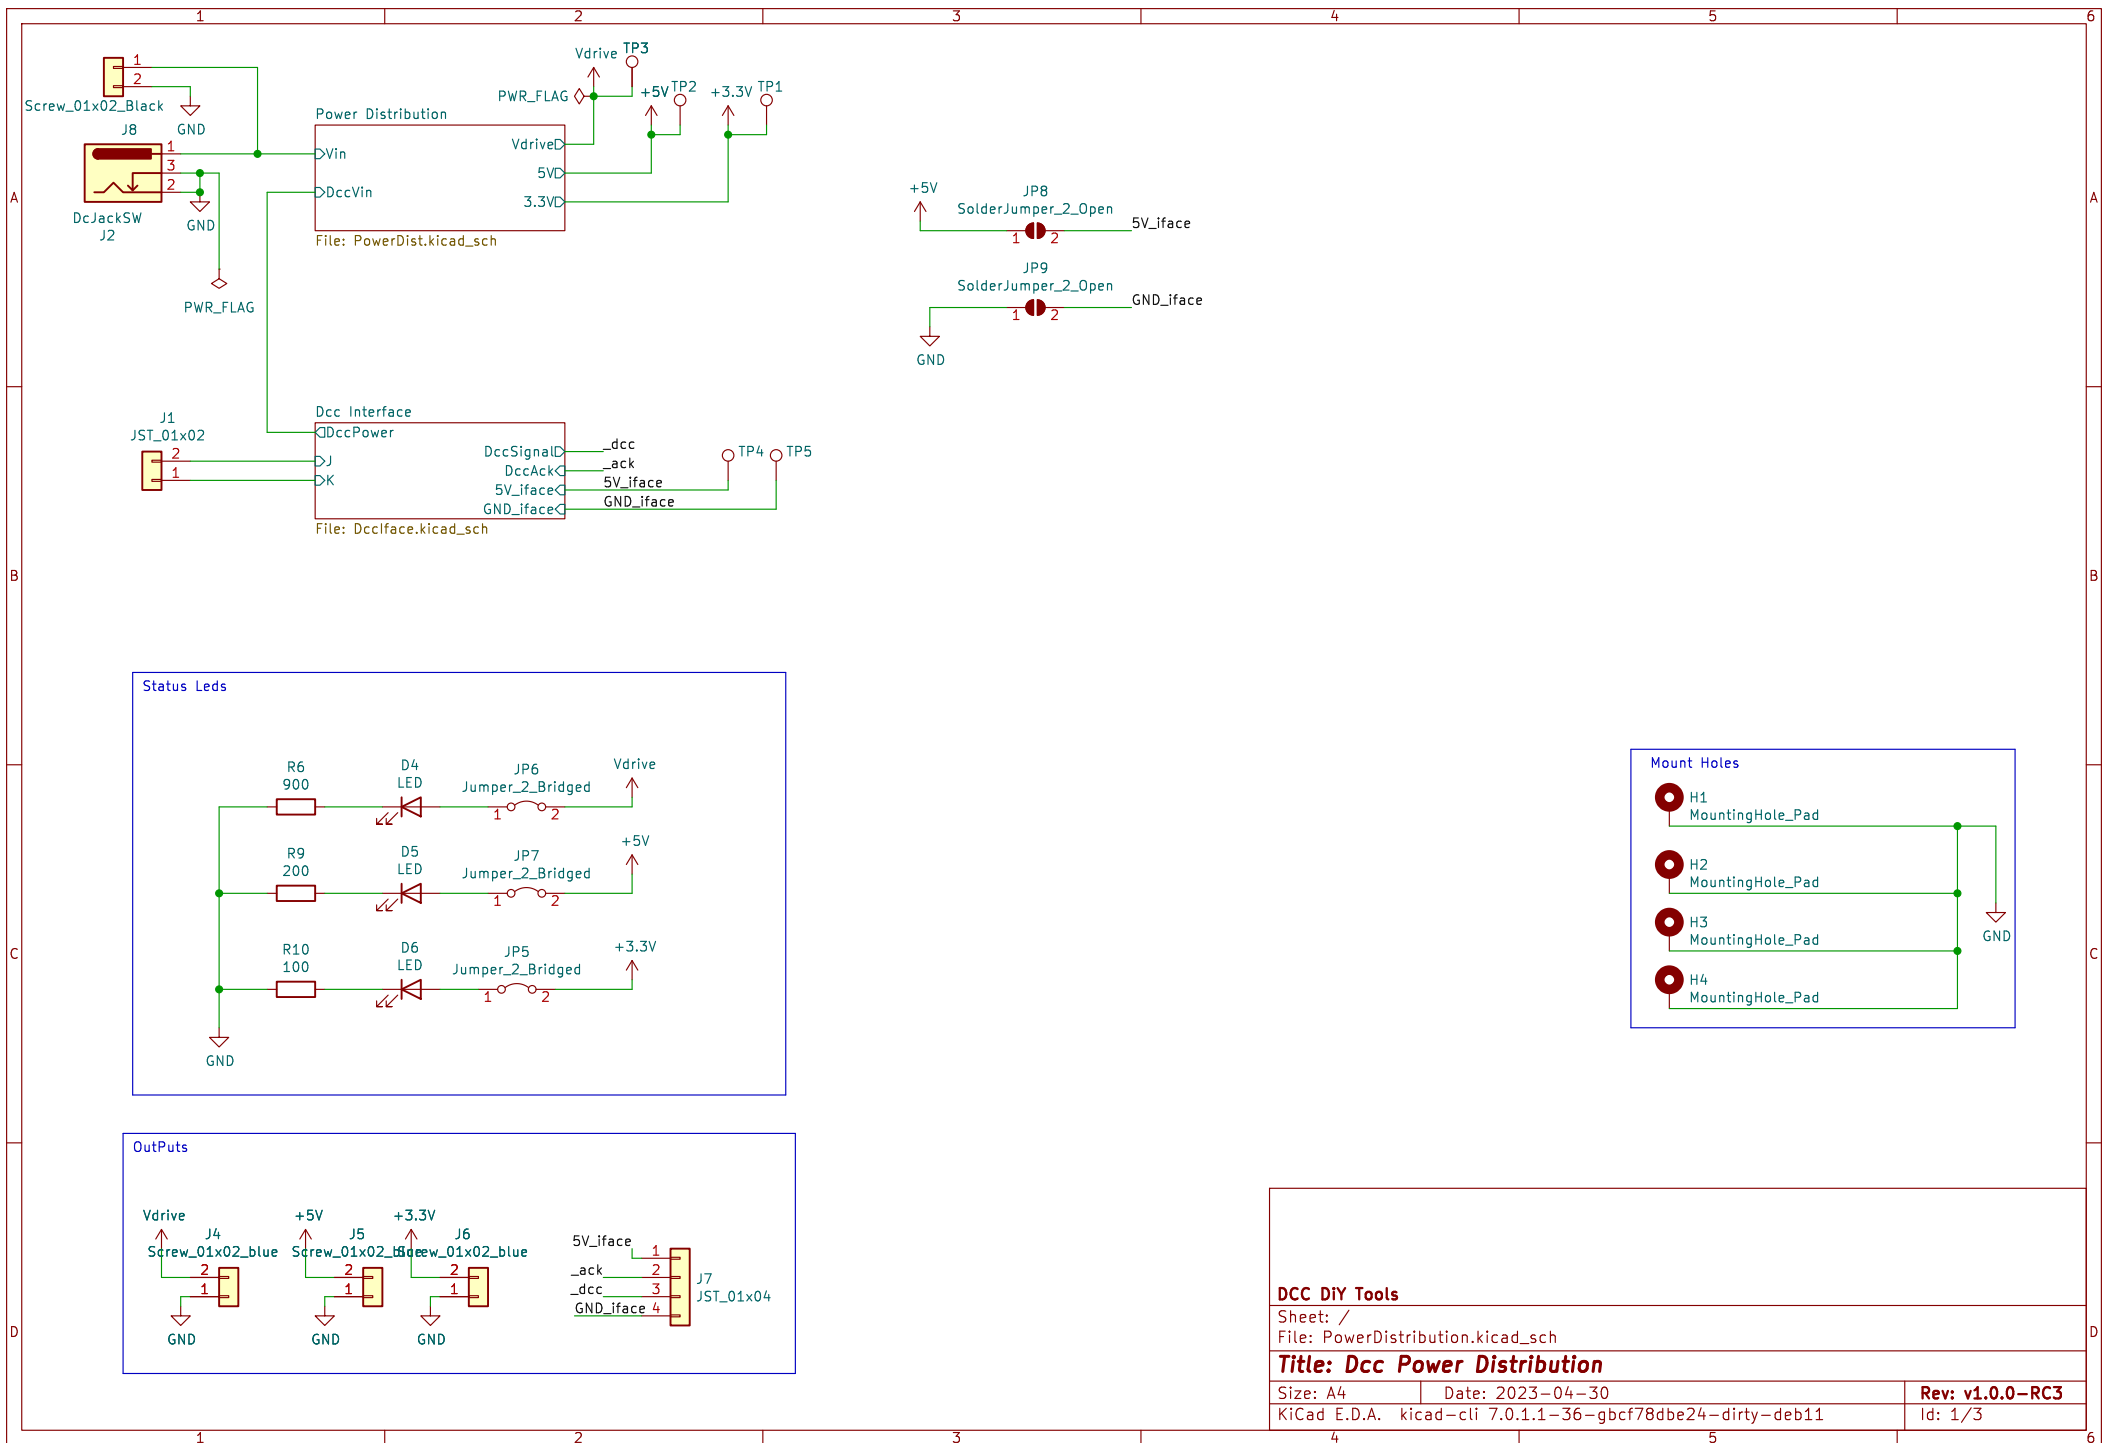 1 2 3 4 5 6
A
B
C
D
A
B
C
D
1
2
Screw_01x02_Black
J8
GND
1
3
2
DcJackSW
J2
GND
PWR_FLAG
Power Distribution
Vin
DccVin
Vdrive
5V
3.3V
File: PowerDist.kicad_sch
Vdrive
TP3
PWR_FLAG
+5V
TP2
+3.3V
TP1
+5V
JP8
SolderJumper_2_Open
1 2
5V_iface
JP9
SolderJumper_2_Open
1 2
GND_iface
GND
J1
JST_01x02
2
1
Dcc Interface
DccPower
J
K
DccSignal
DccAck
5V_iface
GND_iface
File: DccIface.kicad_sch
_dcc
_ack
5V_iface
GND_iface
TP4
TP5
Status Leds
R6
900
D4
LED
JP6
Jumper_2_Bridged
1 2
Vdrive
R9
200
D5
LED
JP7
Jumper_2_Bridged
1 2
+5V
R10
100
D6
LED
JP5
Jumper_2_Bridged
1 2
+3.3V
GND
Mount Holes
H1
MountingHole_Pad
H2
MountingHole_Pad
H3
MountingHole_Pad
H4
MountingHole_Pad
GND
OutPuts
Vdrive
J4
Screw_01x02_blue
2
1
GND
+5V
J5
Screw_01x02_blue
2
1
GND
+3.3V
J6
Screw_01x02_blue
2
1
GND
5V_iface
_ack
_dcc
GND_iface
1
2
3
4
J7
JST_01x04
DCC DiY Tools
Sheet: /
File: PowerDistribution.kicad_sch
Title: Dcc Power Distribution
Size: A4
Date: 2023-04-30
Rev: v1.0.0-RC3
KiCad E.D.A. kicad-cli 7.0.1.1-36-gbcf78dbe24-dirty-deb11
Id: 1/3
1 2 3 4 5 6